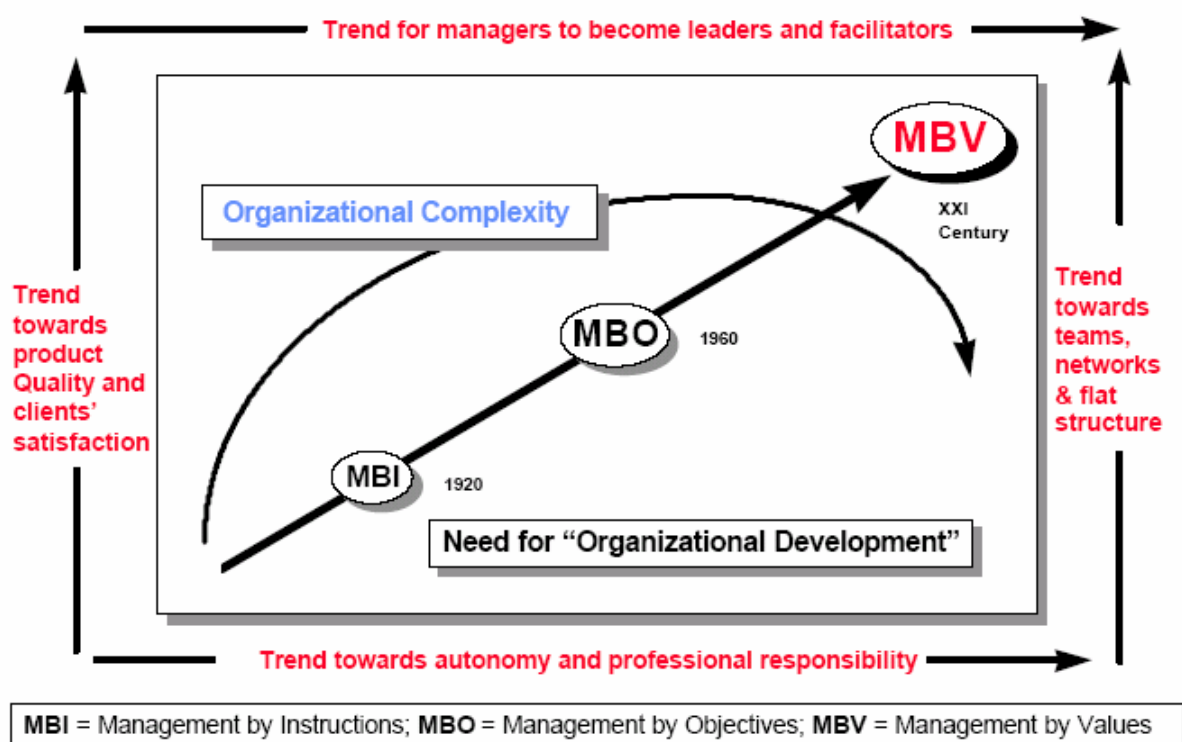 Trend for managers to become leaders and facilitators
MBV
XXI
Century
Organizational Complexity
Trend
towards
product
Quality and
clients’
satisfaction
MBO
1960
Trend
towards
teams,
networks
& flat
structure
MBI
1920
Need for “Organizational Development”
Trend towards autonomy and professional responsibility
MBI = Management by Instructions; MBO = Management by Objectives; MBV = Management by Values